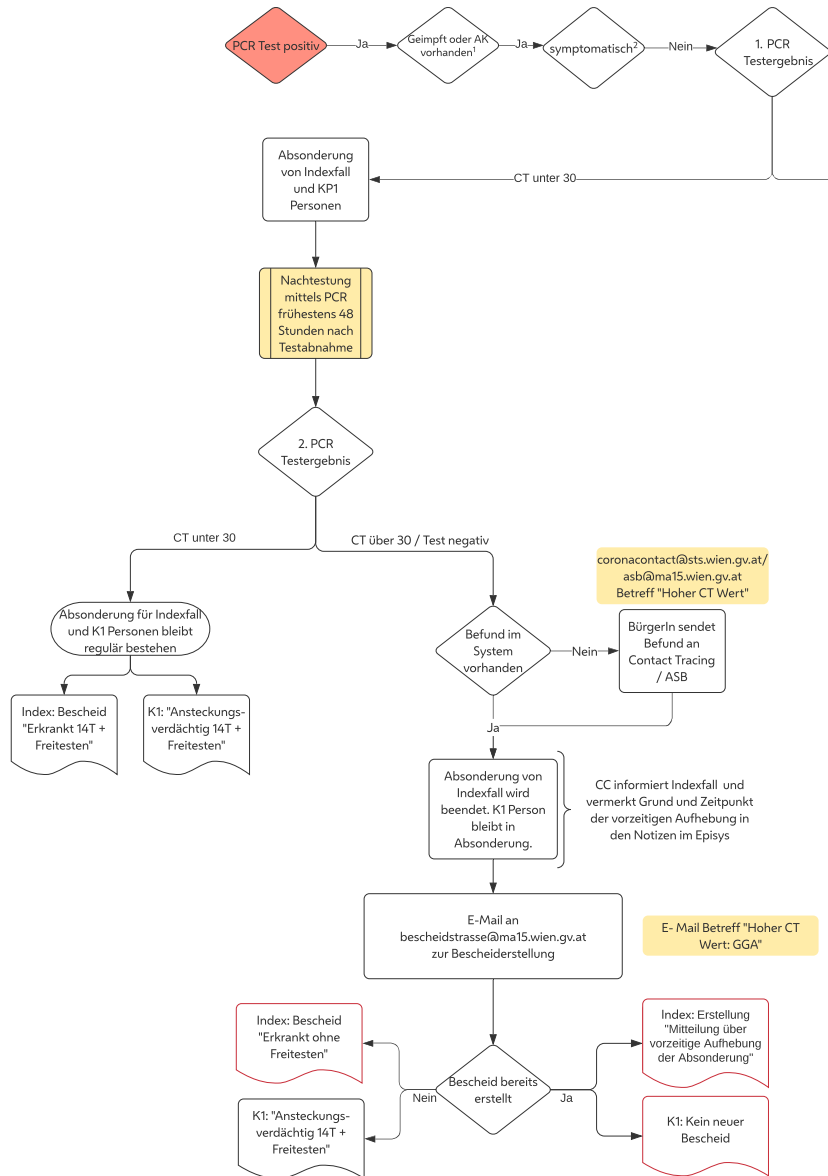 PCR Test positiv
Ja
Geimpft oder AK
vorhanden¹
Ja
symptomatisch²
Nein
1. PCR
Testergebnis
Absonderung
von Indexfall
und KP1
Personen
CT unter 30
Nachtestung
mittels PCR
frühestens 48
Stunden nach
Testabnahme
2. PCR
Testergebnis
CT unter 30
CT über 30 / Test negativ
coronacontact@sts.wien.gv.at/
asb@ma15.wien.gv.at
Betreff "Hoher CT Wert"
Absonderung für Indexfall
und K1 Personen bleibt
regulär bestehen
Befund im
System
vorhanden
Nein
BürgerIn sendet
Befund an
Contact Tracing
/ ASB
Index: Bescheid
"Erkrankt 14T +
Freitesten"
K1: "Ansteckungs-
verdächtig 14T +
Freitesten"
Ja
Absonderung von
Indexfall wird
beendet. K1 Person
bleibt in
Absonderung.
CC informiert Indexfall und
vermerkt Grund und Zeitpunkt
der vorzeitigen Aufhebung in
den Notizen im Episys
E-Mail an
bescheidstrasse@ma15.wien.gv.at
zur Bescheiderstellung
E- Mail Betreff "Hoher CT
Wert: GGA"
Index: Bescheid
"Erkrankt ohne
Freitesten"
Index: Erstellung
"Mitteilung über
vorzeitige Aufhebung
der Absonderung"
Bescheid bereits
erstellt
Nein
Ja
K1: "Ansteckungs-
verdächtig 14T +
Freitesten"
K1: Kein neuer
Bescheid